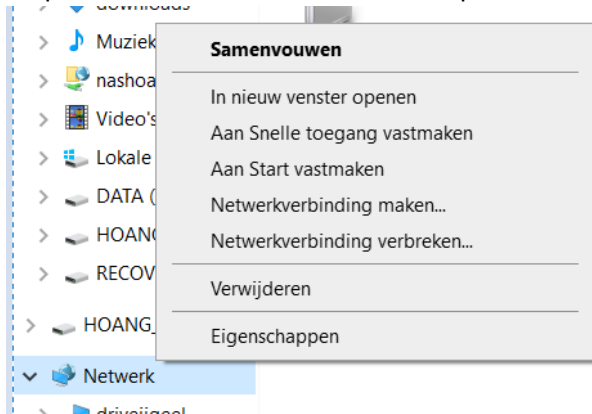 downloads
Muziek
nashoa
Video's
Lokale
DATA (
HOANG
RECOV
HOANG_
Netwerk
Samenvouwen
In nieuw venster openen
Aan Snelle toegang vastmaken
Aan Start vastmaken
Netwerkverbinding maken...
Netwerkverbinding verbreken...
Verwijderen
Eigenschappen